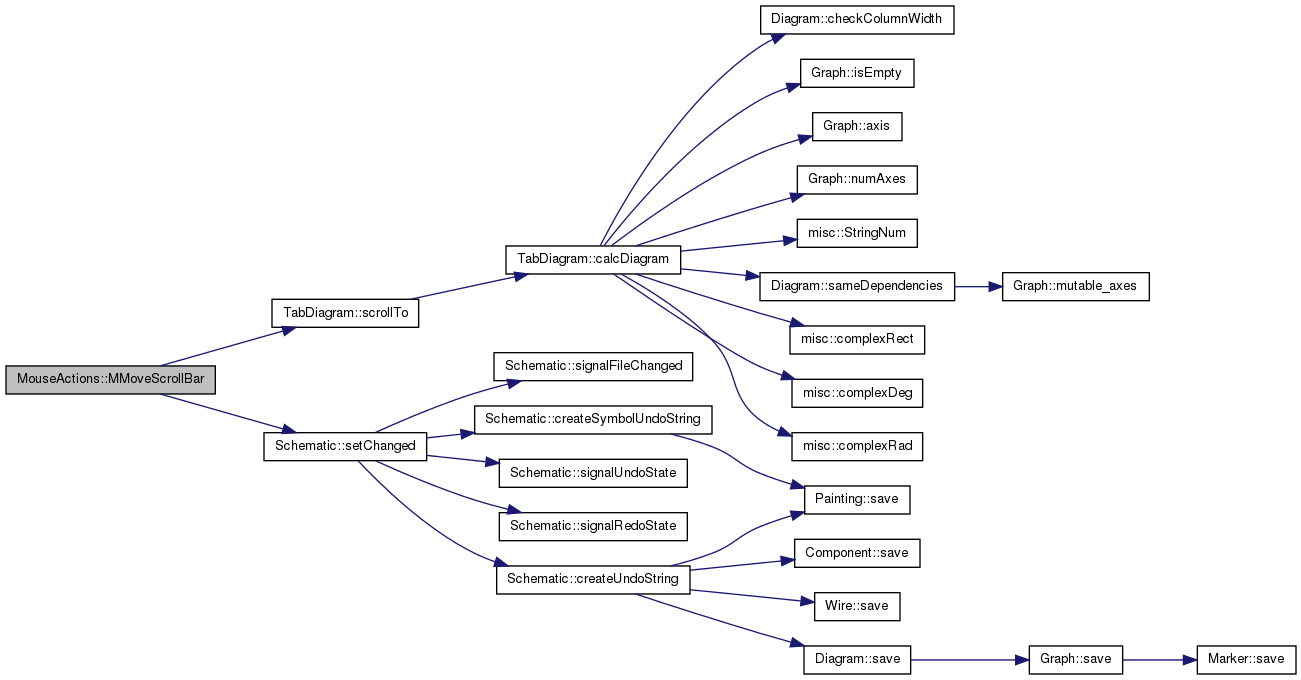 Diagram::checkColumnWidth
Graph::isEmpty
Graph::axis
Graph::numAxes
misc::StringNum
TabDiagram::calcDiagram
Diagram::sameDependencies
Graph::mutable_axes
TabDiagram::scrollTo
misc::complexRect
Schematic::signalFileChanged
MouseActions::MMoveScrollBar
misc::complexDeg
Schematic::createSymbolUndoString
Schematic::setChanged
misc::complexRad
Schematic::signalUndoState
Painting::save
Schematic::signalRedoState
Component::save
Schematic::createUndoString
Wire::save
Diagram::save
Graph::save
Marker::save